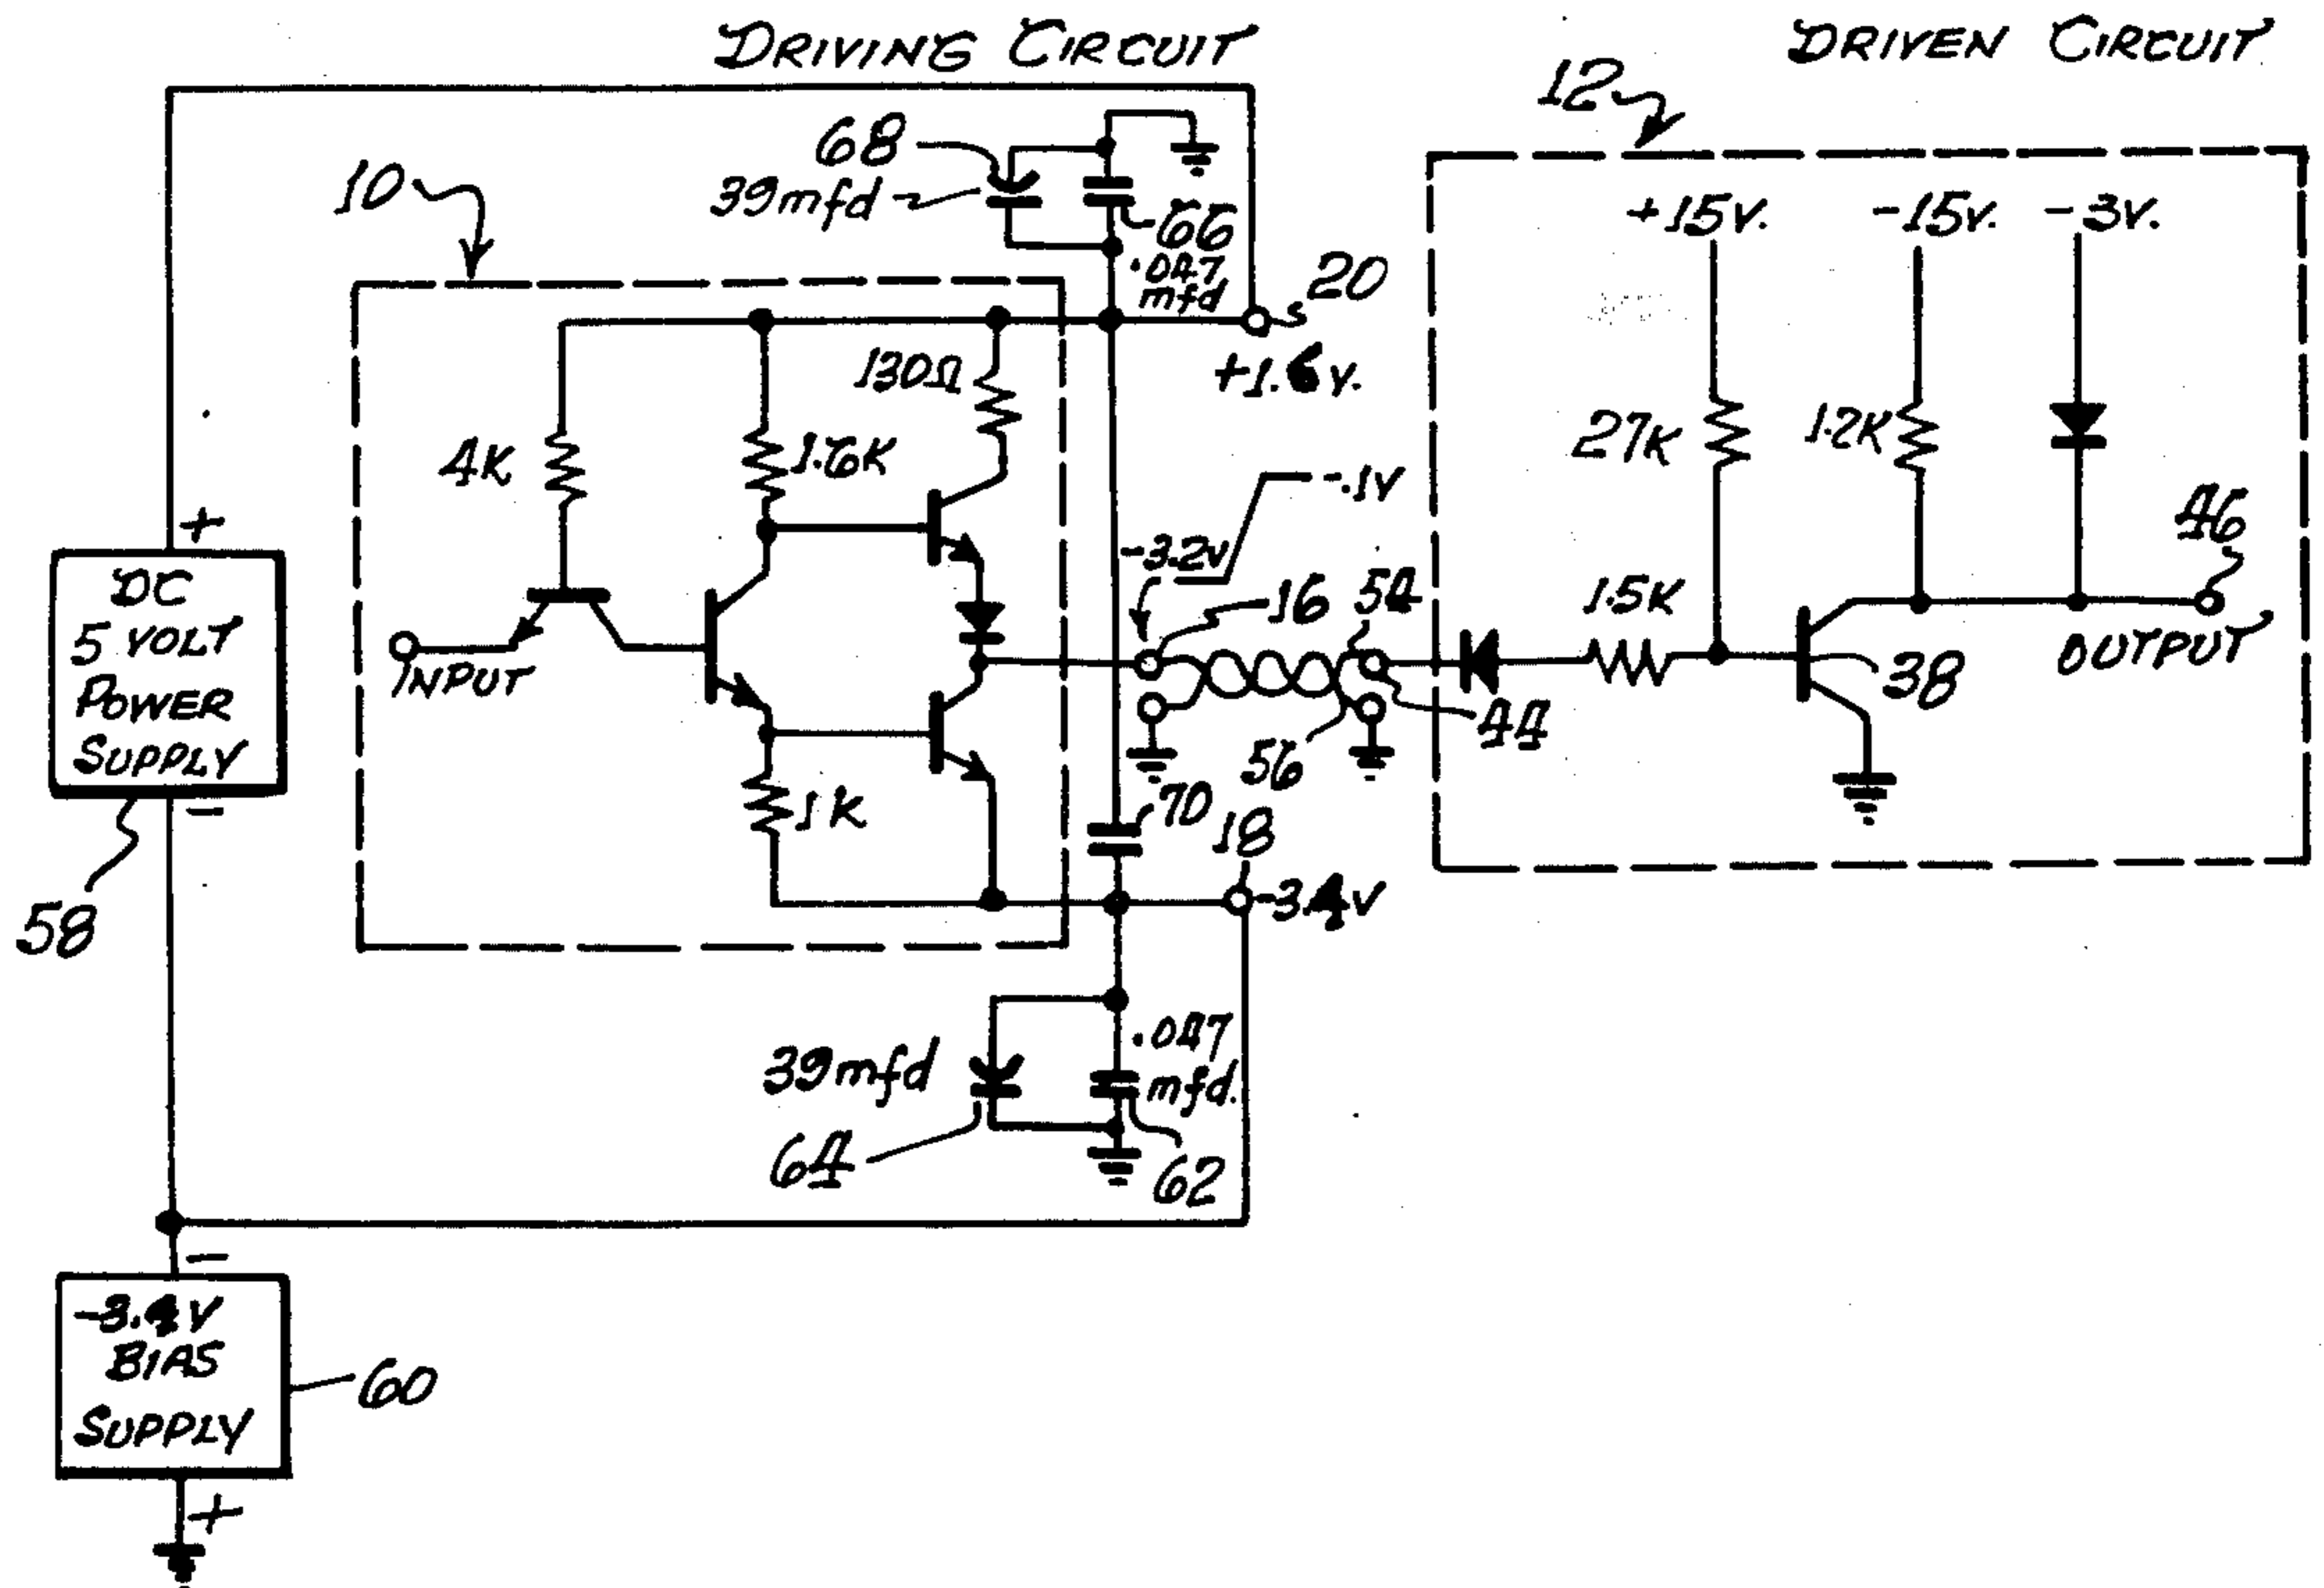 DRIVING CIRCUIT
DRIVEN CIRCUIT
12
68
39mfd
10
66
.047
mfd
20
+1.6v.
+15v.
-15v.
-3v.
130Ω
4K
1.6K
27K
1.2K
-.1v
-3.2v
46
+
DC
5 VOLT
POWER
SUPPLY
-
58
INPUT
16
54
1.5K
OUTPUT
38
44
56
1K
70
18
-3.4v
39mfd
.047
mfd.
64
62
-
-3.4V
BIAS
SUPPLY
60
+